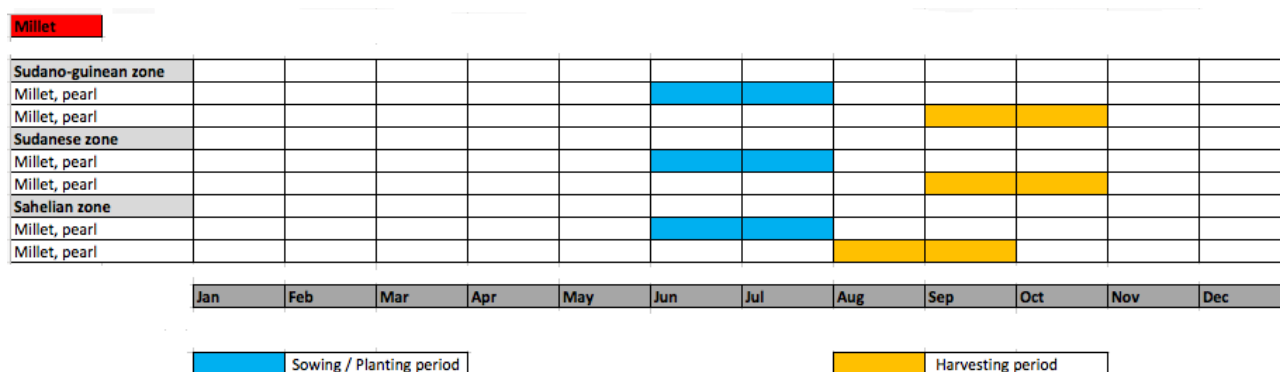 Millet
Sudano-guinean zone
Millet, pearl
Millet, pearl
Sudanese zone
Millet, pearl
Millet, pearl
Sahelian zone
Millet, pearl
Millet, pearl
Jan Feb Mar Apr May Jun Jul Aug Sep Oct Nov Dec
Sowing / Planting period Harvesting period